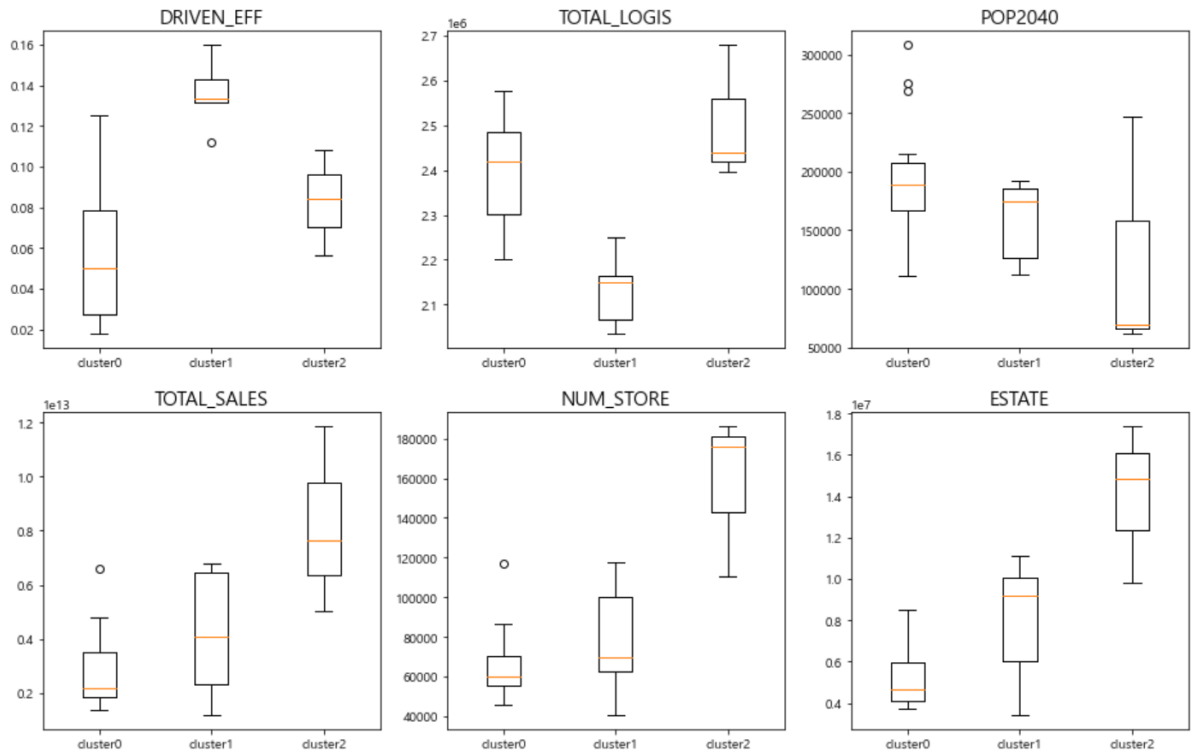 DRIVEN_EFF
0.16
0.14
0.12
0.10
0.08
0.06
0.04
0.02
cluster0 cluster1 cluster2
TOTAL_LOGIS
1e6
2.7
2.6
2.5
2.4
2.3
2.2
2.1
cluster0 cluster1 cluster2
POP2040
300000
250000
200000
150000
100000
50000
cluster0 cluster1 cluster2
TOTAL_SALES
1e13
1.2
1.0
0.8
0.6
0.4
0.2
cluster0 cluster1 cluster2
NUM_STORE
180000
160000
140000
120000
100000
80000
60000
40000
cluster0 cluster1 cluster2
ESTATE
1e7
1.8
1.6
1.4
1.2
1.0
0.8
0.6
0.4
cluster0 cluster1 cluster2